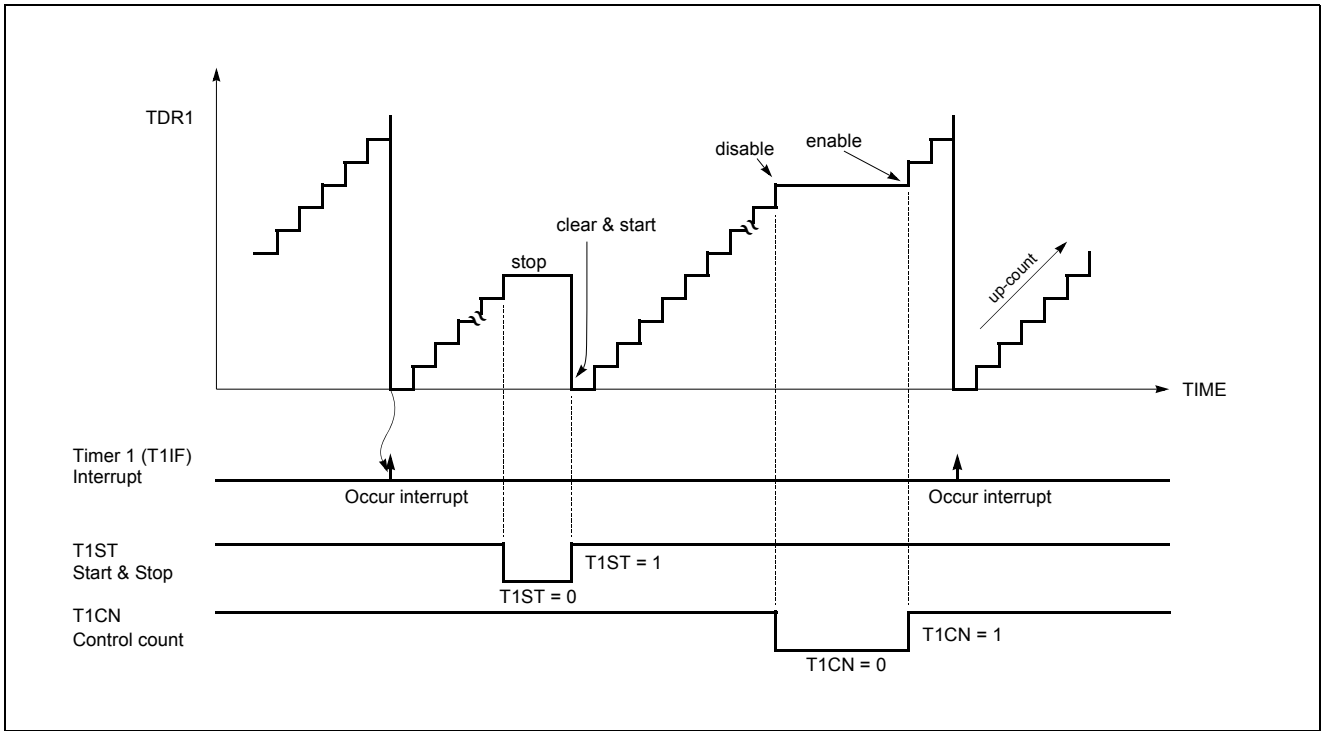 TDR1
disable
enable
clear & start
stop
up-count
TIME
Timer 1 (T1IF)
Interrupt
Occur interrupt
Occur interrupt
T1ST
Start & Stop
T1ST = 1
T1ST = 0
T1CN
Control count
T1CN = 1
T1CN = 0